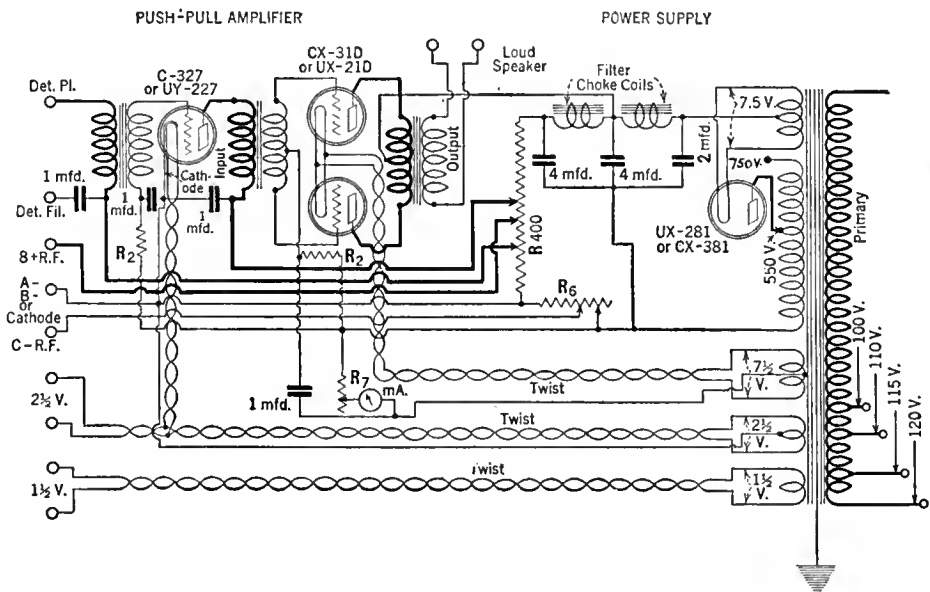 PUSH-PULL AMPLIFIER
POWER SUPPLY
CX-310
or UX-210
C-327
or UY-227
Loud
Speaker
Filter
Choke Coils
Det. Pl.
7.5 V.
Input
Output
2 mfd.
1 mfd.
Cath-
ode
4 mfd.
4 mfd.
750 V.
Det. Fil.
1
mfd.
1
mfd.
R 400
UX-281
or CX-381
Primary
550 V.
R2
R2
8+R.F.
A-
B-
or
Cathode
R6
C-R.F.
100 V.
110 V.
115 V.
120 V.
R7
mA.
7½
V.
Twist
1 mfd.
2½ V.
Twist
2½
V.
Twist
1½ V.
1½
V.